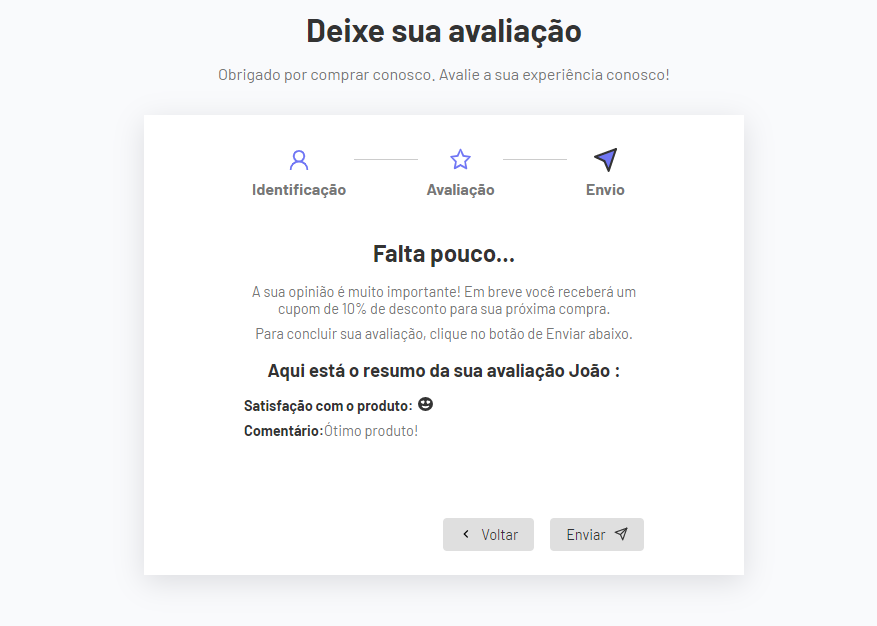 Deixe sua avaliação
Obrigado por comprar conosco. Avalie a sua experiência conosco!
Identificação
Avaliação
Envio
Falta pouco...
A sua opinião é muito importante! Em breve você receberá um
cupom de 10% de desconto para sua próxima compra.
Para concluir sua avaliação, clique no botão de Enviar abaixo.
Aqui está o resumo da sua avaliação João :
Satisfação com o produto:
Comentário:Ótimo produto!
Voltar
Enviar